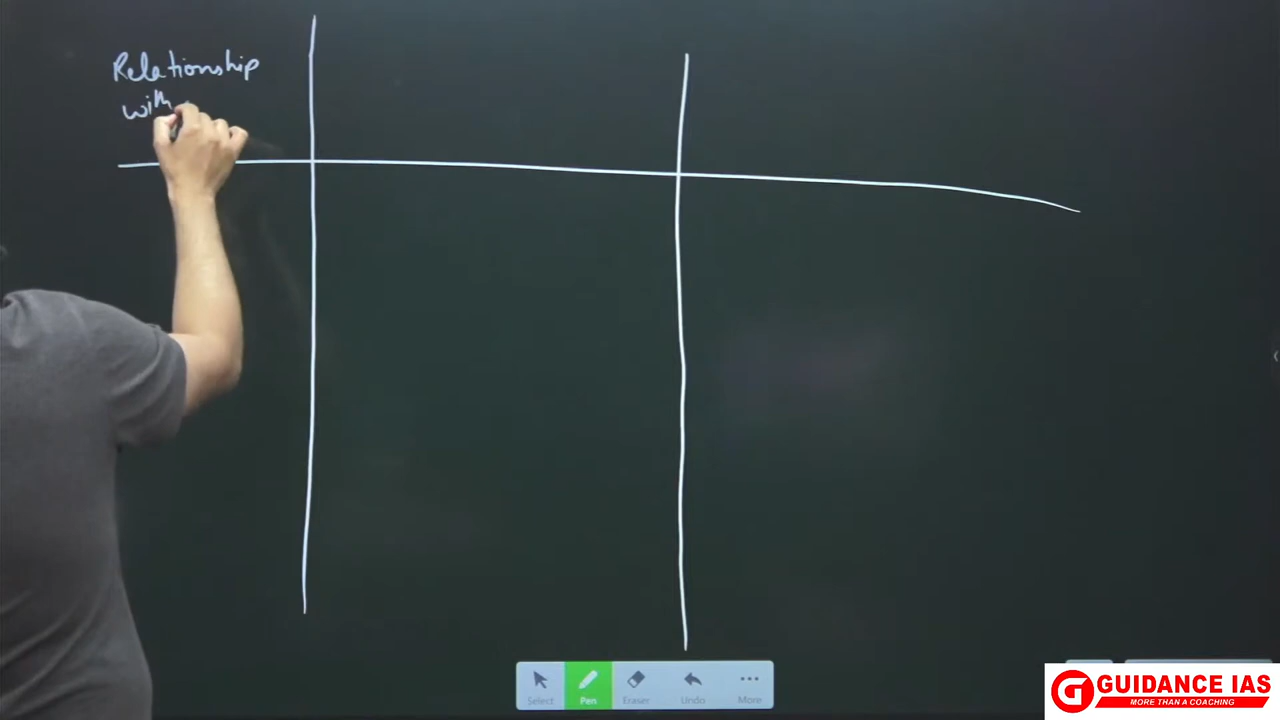 Relationship
with
Select
Pen
Eraser
Undo
More
GUIDANCE IAS
MORE THAN A COACHING